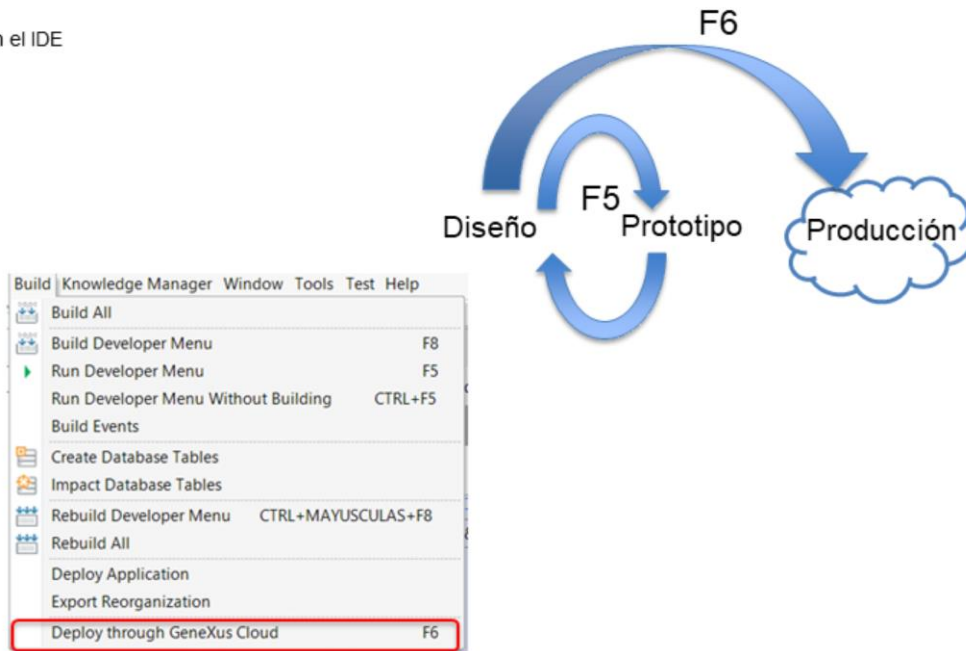 n el IDE
F6
F5
Diseño
Prototipo
Producción
Build Knowledge Manager Window Tools Test Help
Build All
Build Developer Menu F8
Run Developer Menu F5
Run Developer Menu Without Building CTRL+F5
Build Events
Create Database Tables
Impact Database Tables
Rebuild Developer Menu CTRL+MAYUSCULAS+F8
Rebuild All
Deploy Application
Export Reorganization
Deploy through GeneXus Cloud F6